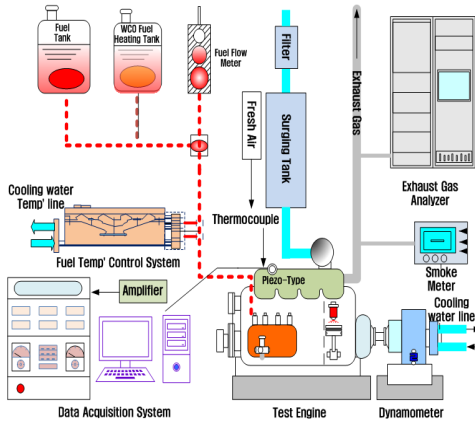 Fuel
Tank
WCO Fuel
Heating Tank
Fuel Flow
Meter
Filter
Fresh Air
Surging Tank
Exhaust Gas
Exhaust Gas
Analyzer
Cooling water
Temp' line
Thermocouple
Fuel Temp' Control System
Smoke
Meter
Piezo-Type
Amplifier
Cooling
water line
Data Acquisition System
Test Engine
Dynamometer